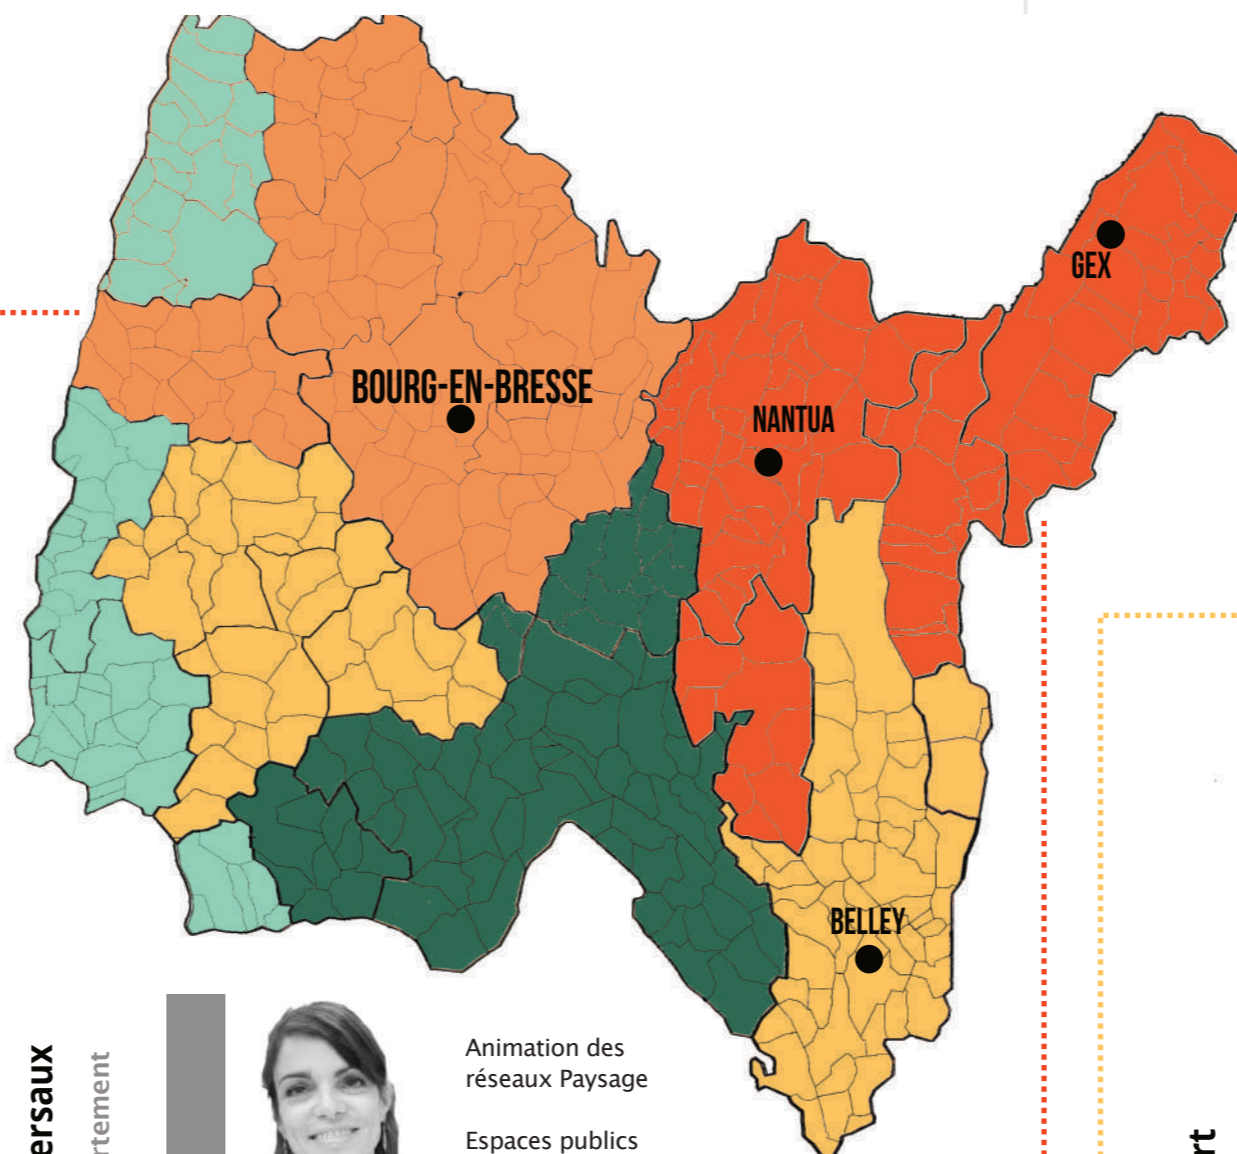 GEX
BOURG-EN-BRESSE
NANTUA
BELLEY
Animation des
réseaux Paysage
Espaces publics
ersaux
rtement
rt